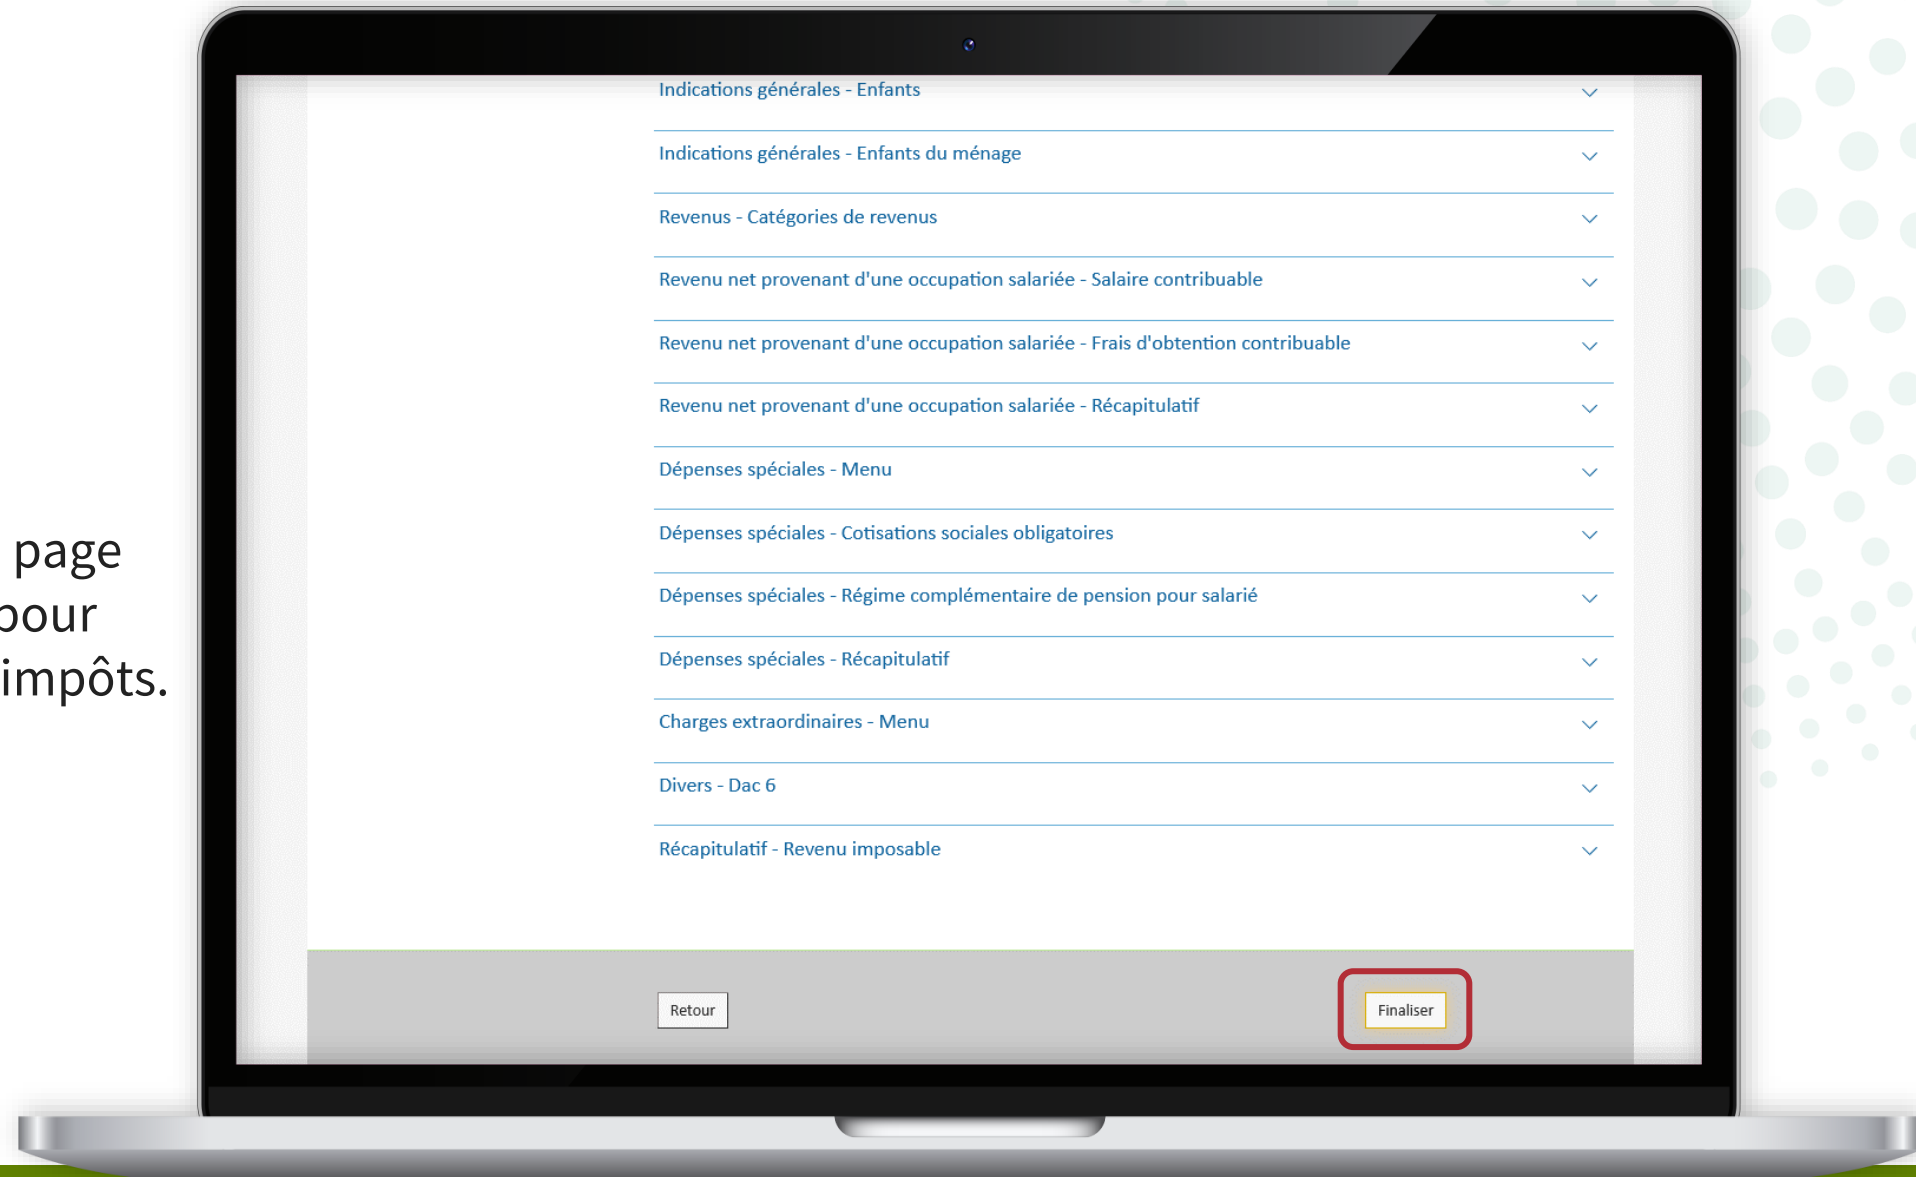 Indications générales - Enfants
Indications générales - Enfants du ménage
Revenus - Catégories de revenus
Revenu net provenant d'une occupation salariée - Salaire contribuable
Revenu net provenant d'une occupation salariée - Frais d'obtention contribuable
Revenu net provenant d'une occupation salariée - Récapitulatif
Dépenses spéciales - Menu
Dépenses spéciales - Cotisations sociales obligatoires
Dépenses spéciales - Régime complémentaire de pension pour salarié
Dépenses spéciales - Récapitulatif
Charges extraordinaires - Menu
Divers - Dac 6
Récapitulatif - Revenu imposable
Retour
Finaliser
page
pour
impôts.